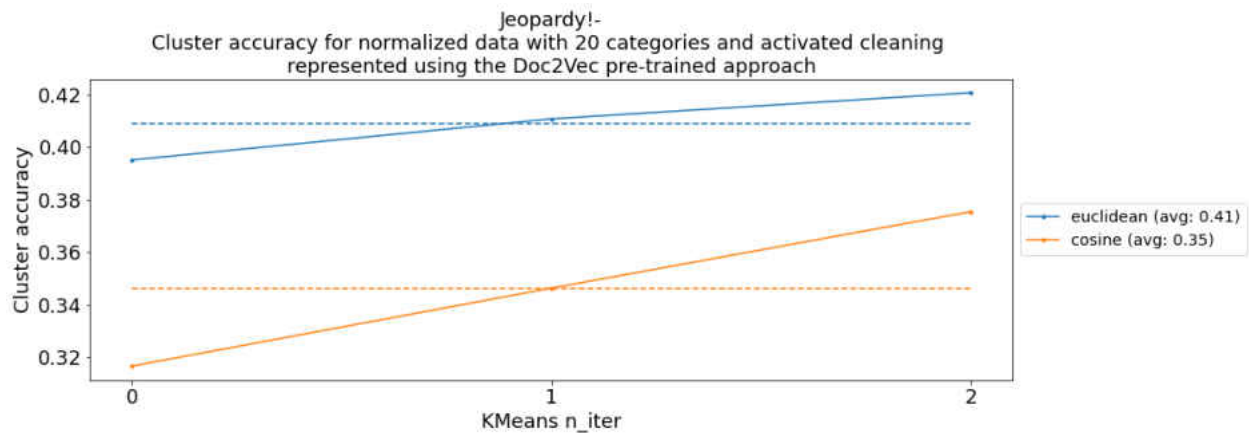 Jeopardy!-
Cluster accuracy for normalized data with 20 categories and activated cleaning
represented using the Doc2Vec pre-trained approach
0.42
0.40
0.38
0.36
0.34
0.32
Cluster accuracy
0 1 2
KMeans n_iter
euclidean (avg: 0.41)
cosine (avg: 0.35)